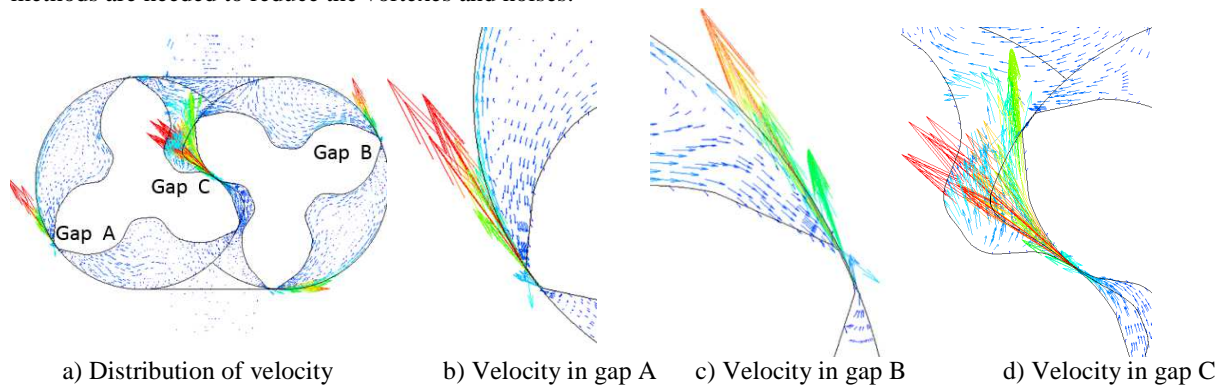 methods are needed to reduce the vortexes and noises.
Gap B
Gap C
Gap A
a) Distribution of velocity b) Velocity in gap A c) Velocity in gap B d) Velocity in gap C